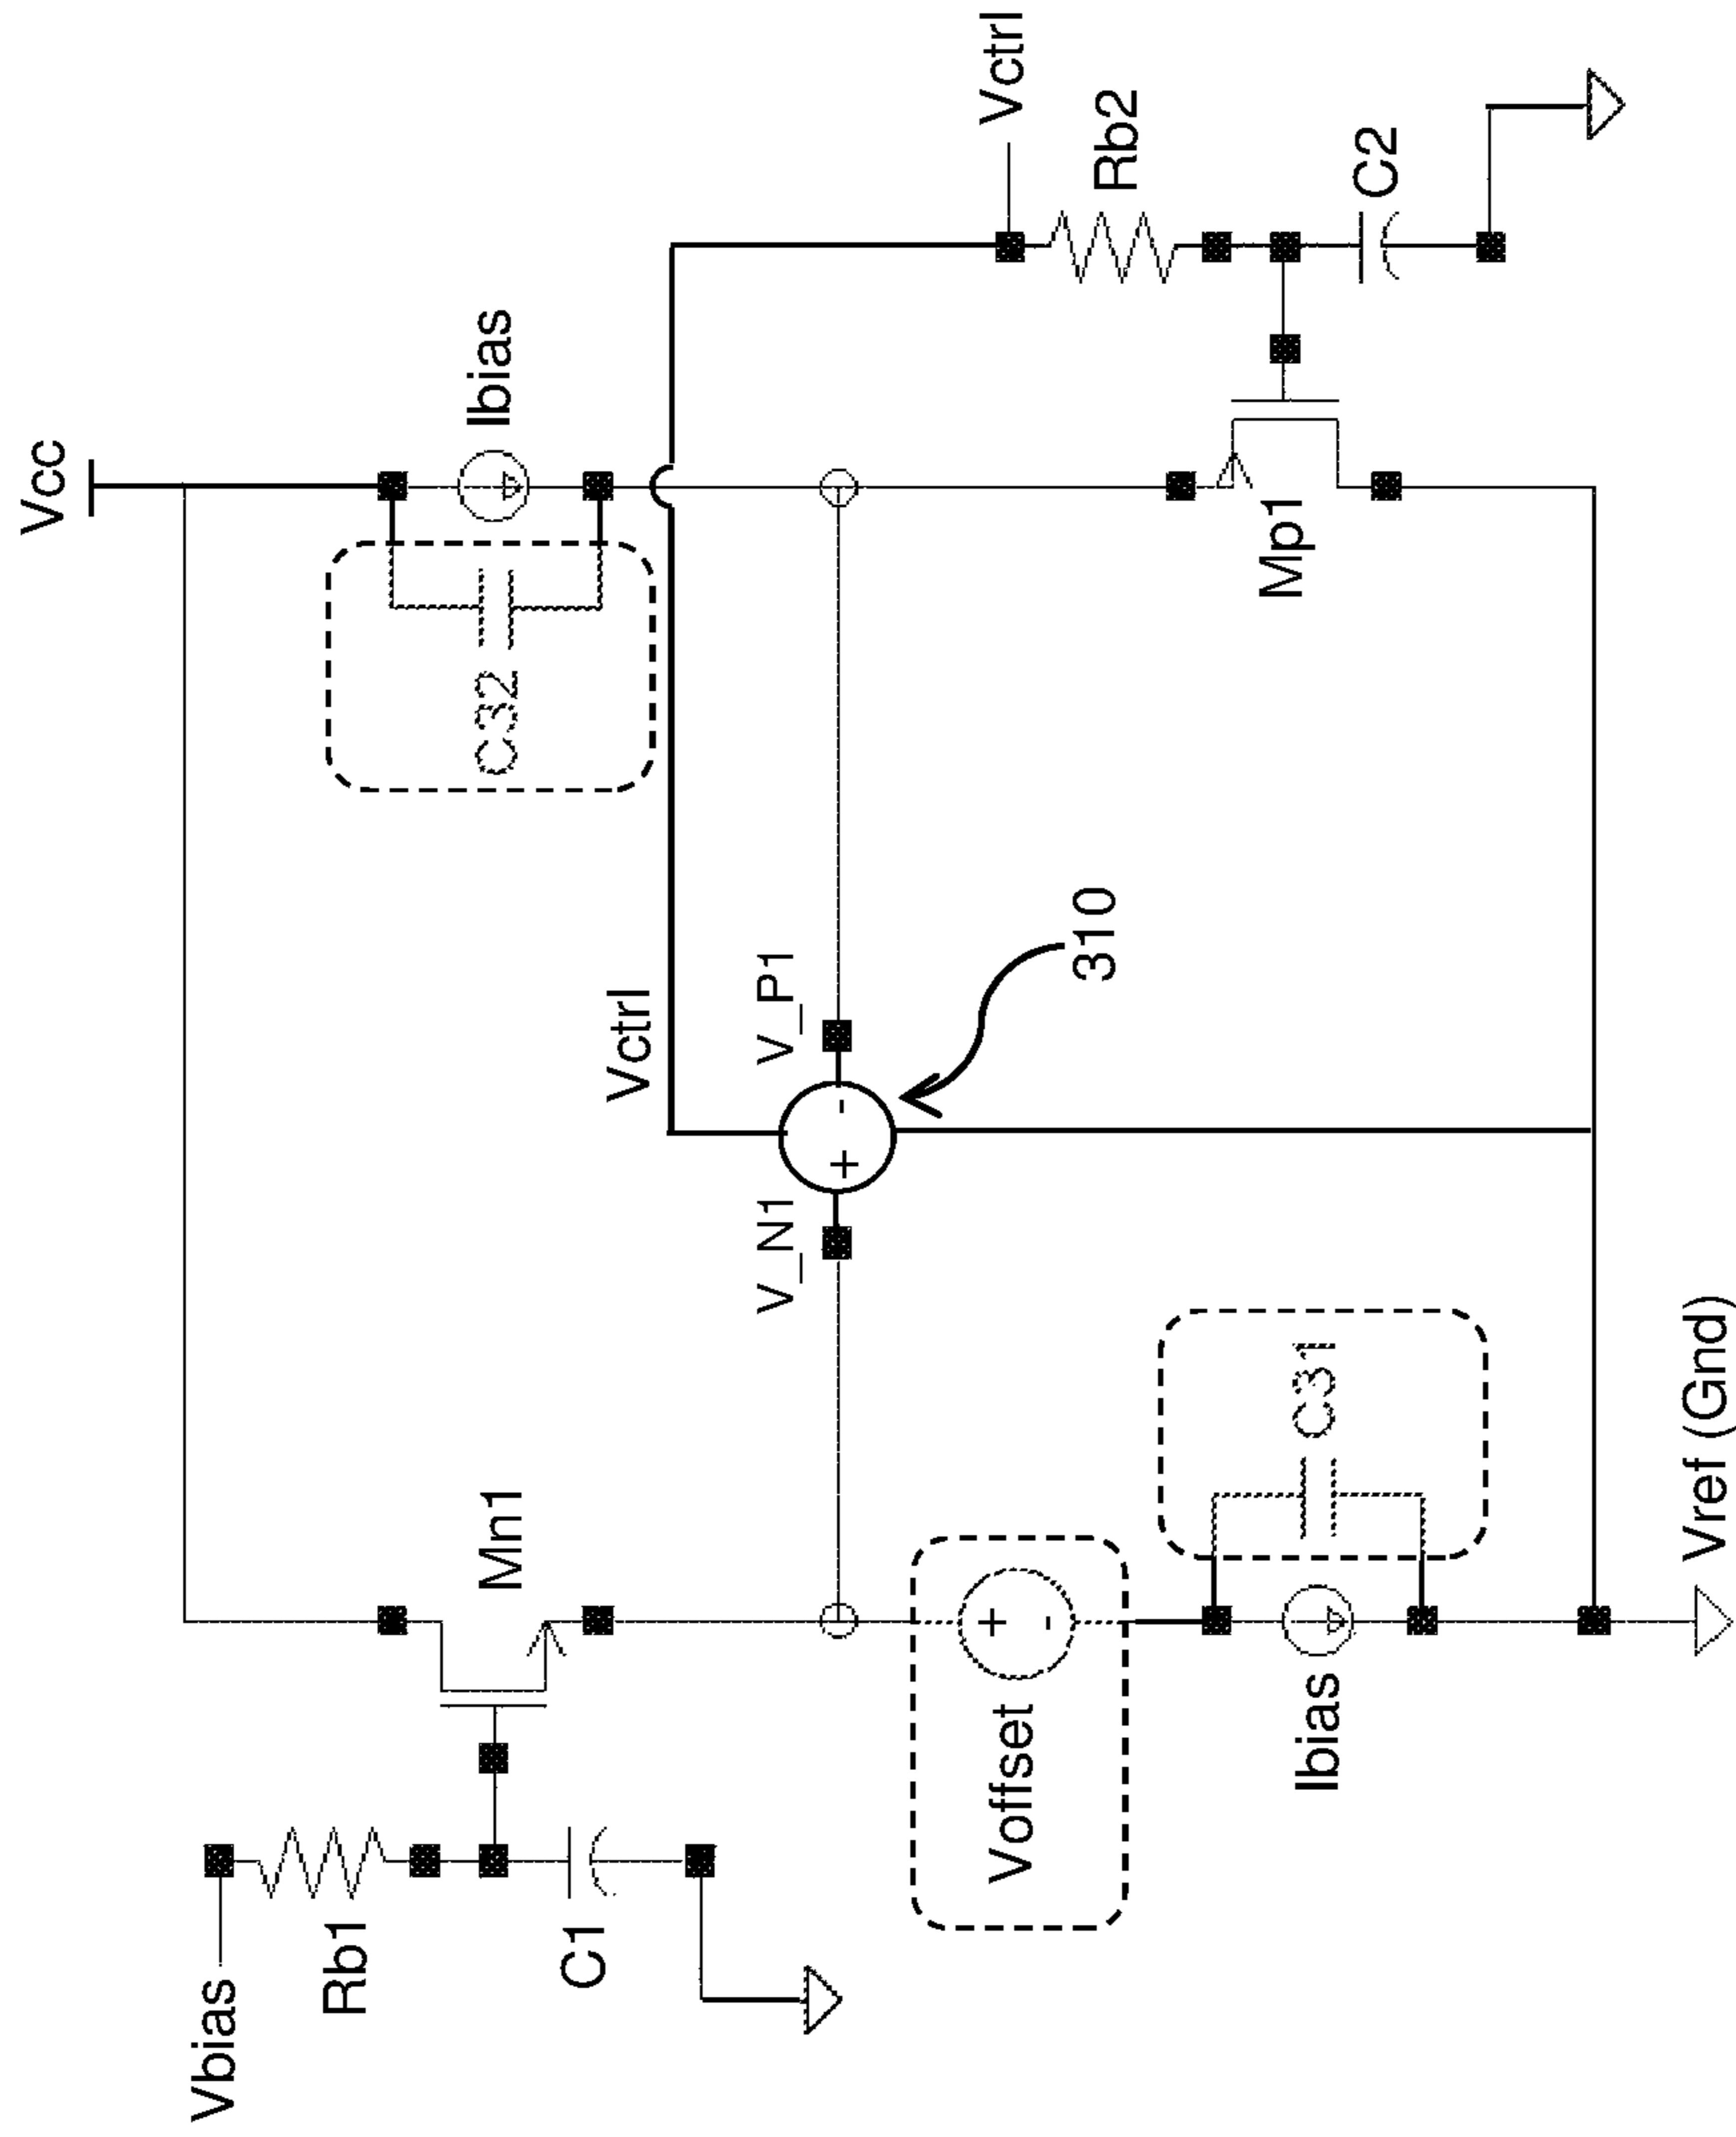 Vcc
Ibias
C32
Vctrl
Rb2
C2
Mp1
Vctrl
V_P1
V_N1
310
Mn1
Vbias
Rb1
C1
+
-
+
-
Voffset
C31
Ibias
Vref (Gnd)